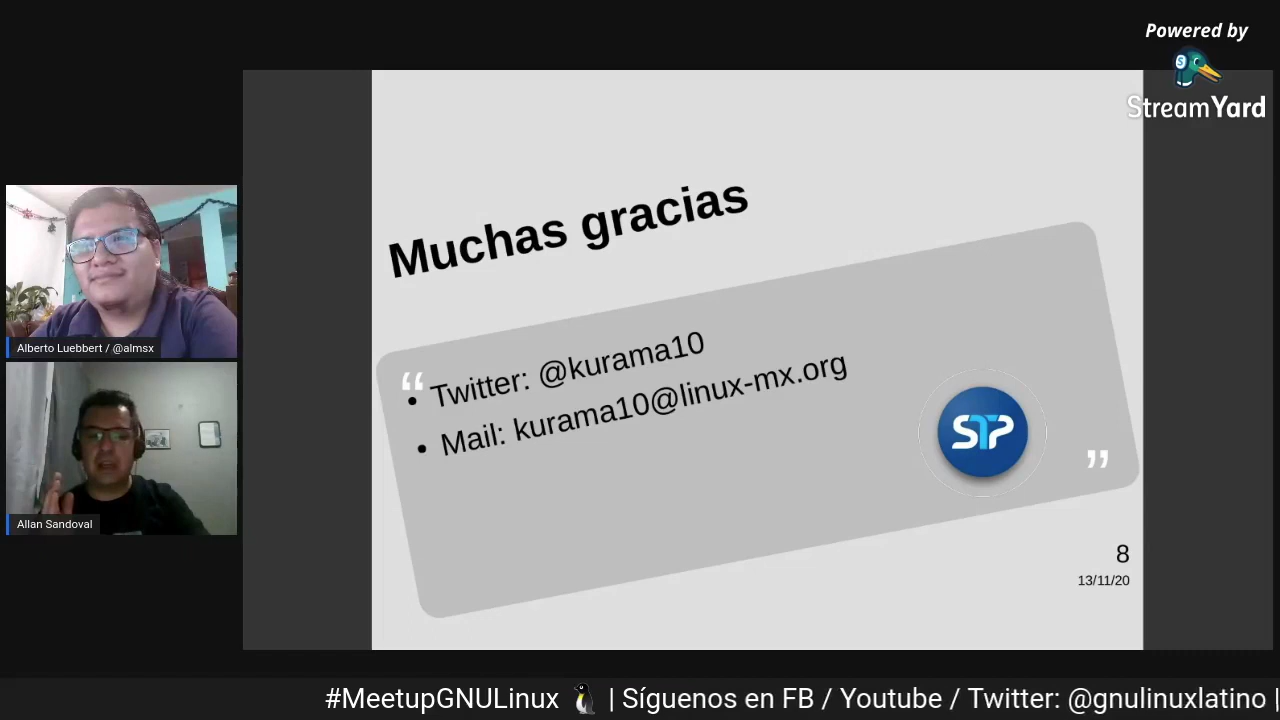 Powered by
StreamYard
Muchas gracias
“
• Twitter: @kurama10
• Mail: kurama10@linux-mx.org
STP
”
8
13/11/20
Alberto Luebbert / @almsx
Allan Sandoval
#MeetupGNULinux 🐧 | Síguenos en FB / Youtube / Twitter: @gnulinuxlatino |